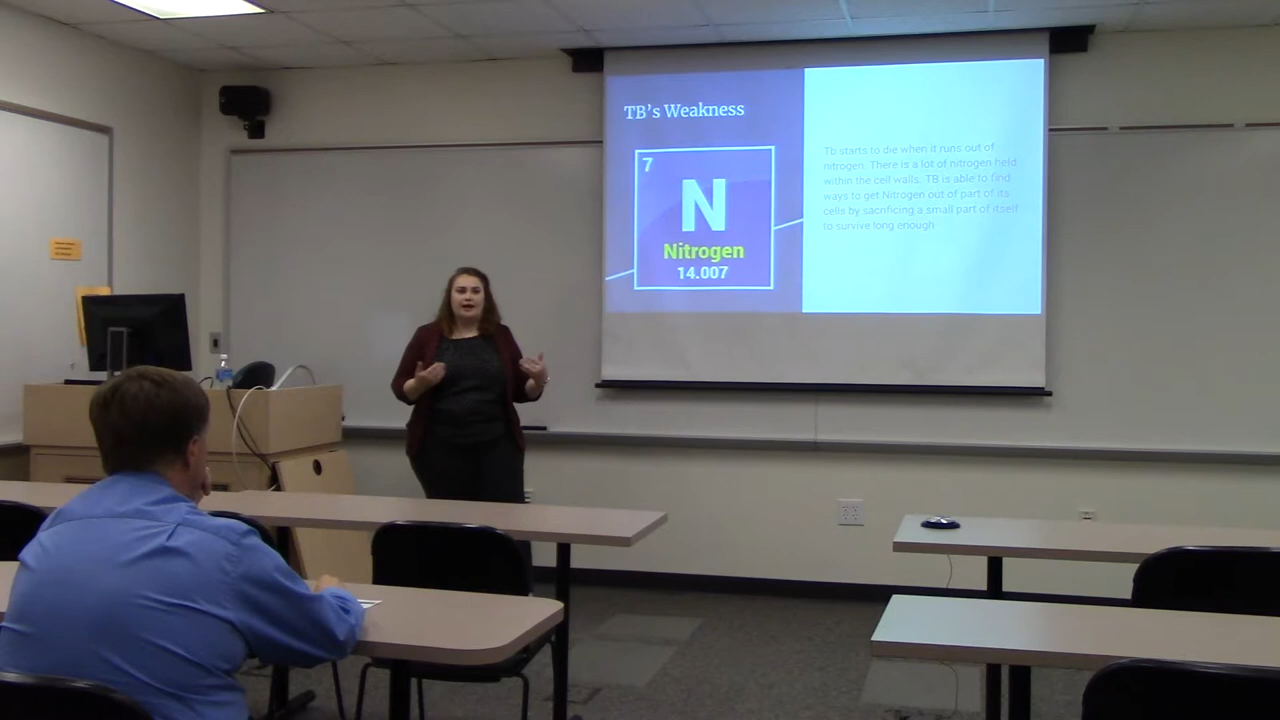 TB's Weakness
7
N
Nitrogen
14.007
Tb starts to die when it runs out of
nitrogen. There is a lot of nitrogen held
within the cell walls. TB is able to find
ways to get Nitrogen out of part of its
cells by sacrificing a small part of itself
to survive long enough